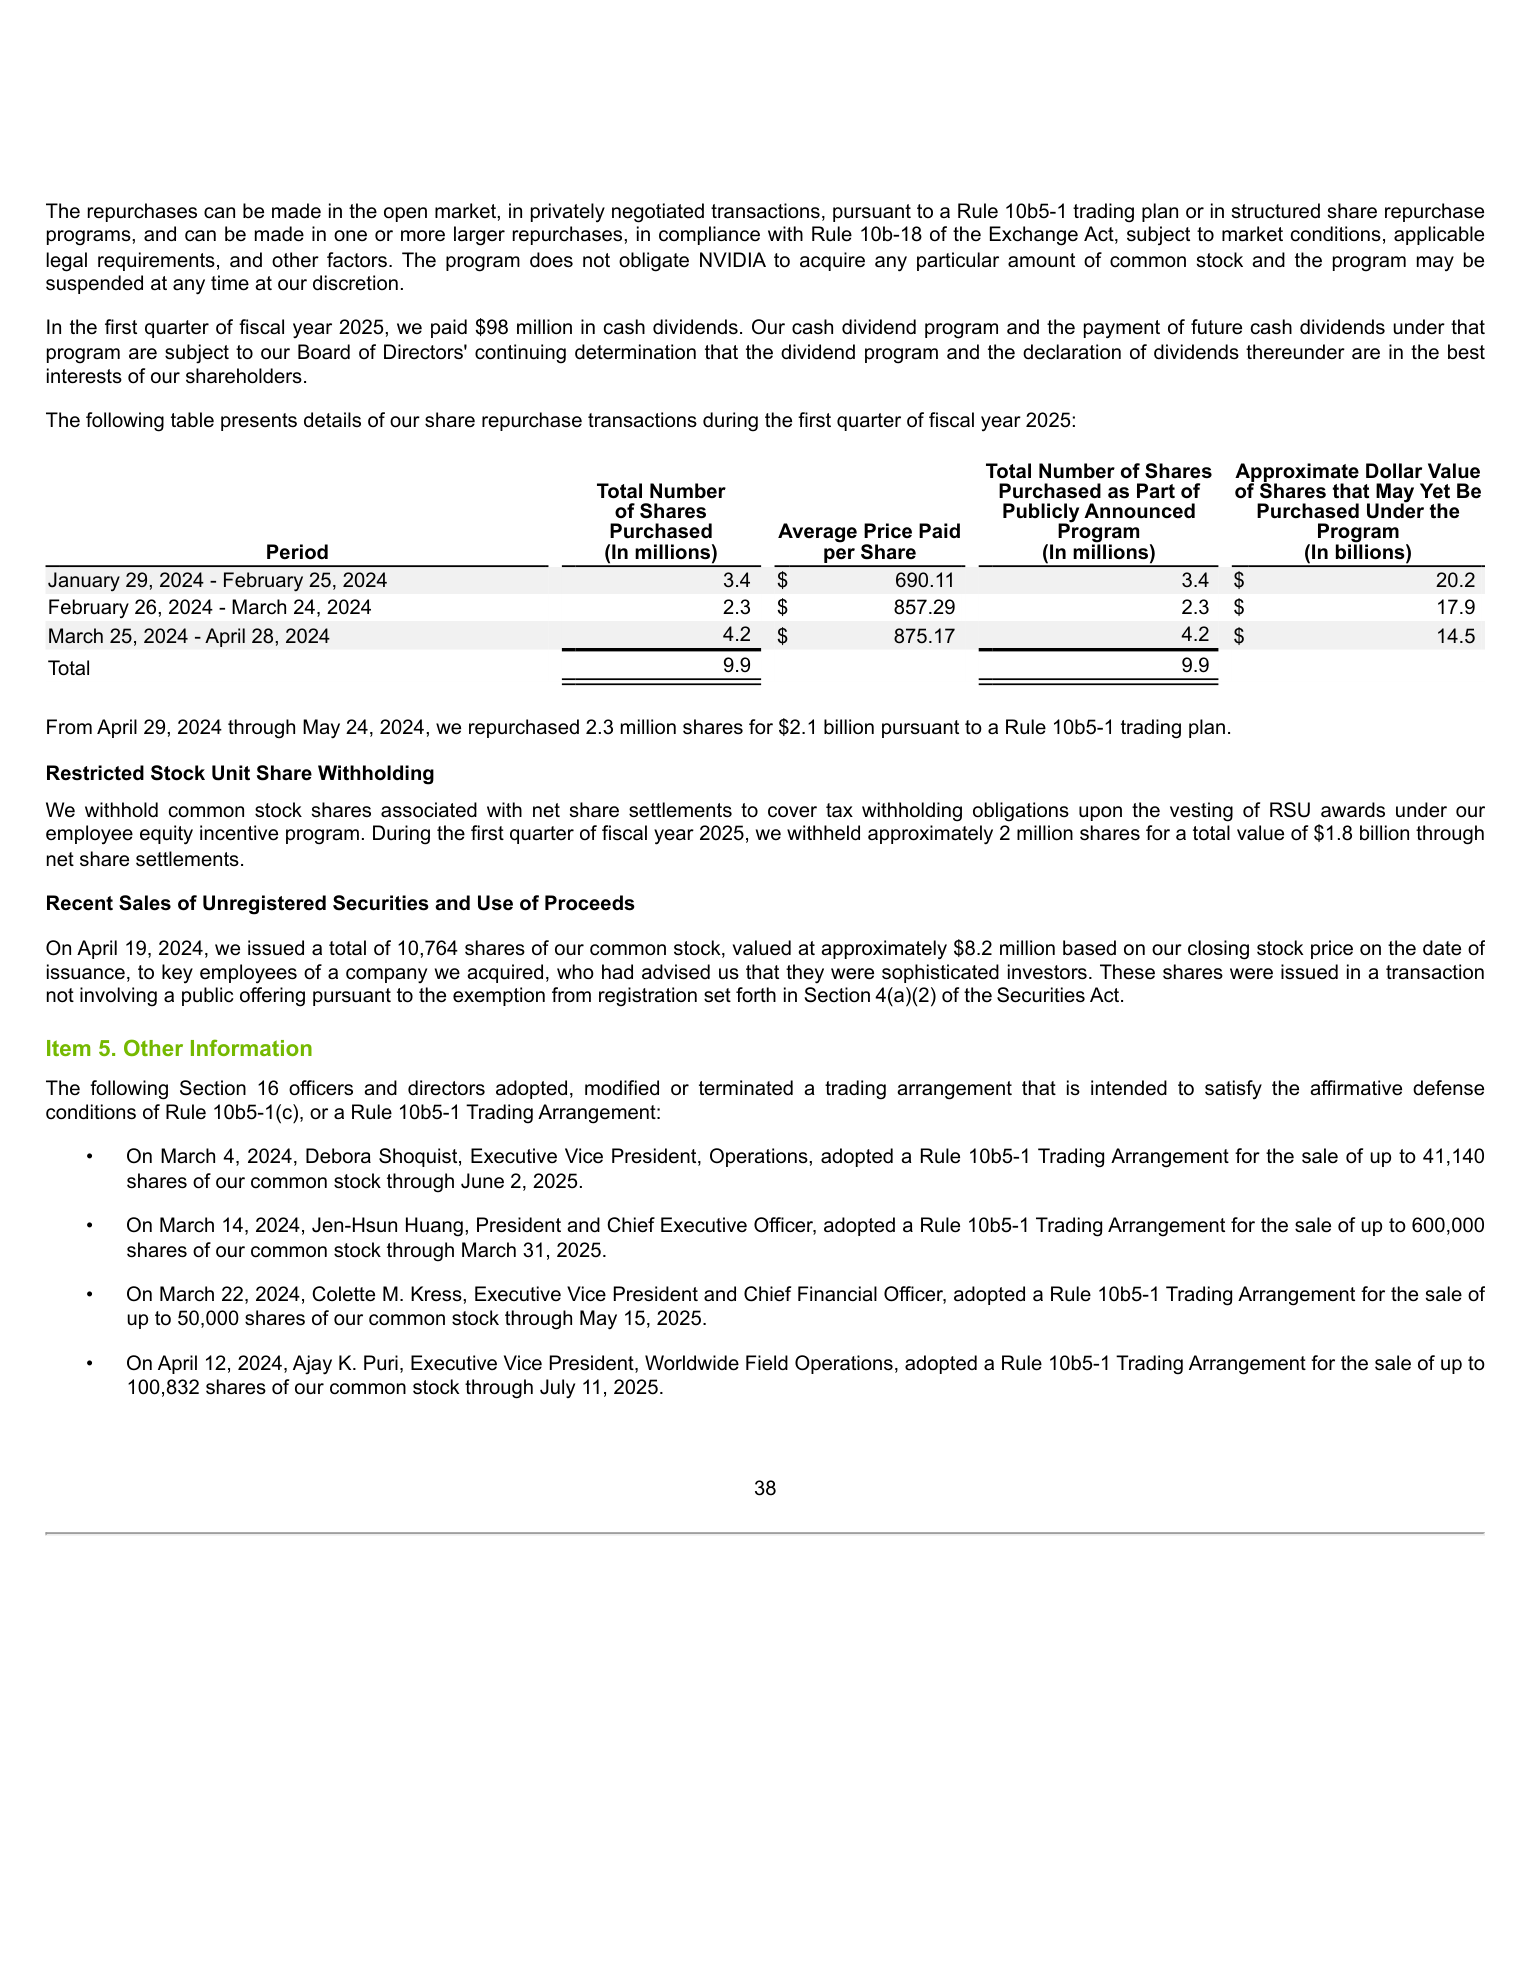 The repurchases can be made in the open market, in privately negotiated transactions, pursuant to a Rule 10b5-1 trading plan or in structured share repurchase
programs, and can be made in one or more larger repurchases, in compliance with Rule 10b-18 of the Exchange Act, subject to market conditions, applicable
legal requirements, and other factors. The program does not obligate NVIDIA to acquire any particular amount of common stock and the program may be
suspended at any time at our discretion.
In the first quarter of fiscal year 2025, we paid $98 million in cash dividends. Our cash dividend program and the payment of future cash dividends under that
program are subject to our Board of Directors' continuing determination that the dividend program and the declaration of dividends thereunder are in the best
interests of our shareholders.
The following table presents details of our share repurchase transactions during the first quarter of fiscal year 2025:
Period
Total Number
of Shares
Purchased
(In millions)
Average Price Paid
per Share
Total Number of Shares
Purchased as Part of
Publicly Announced
Program
(In millions)
Approximate Dollar Value
of Shares that May Yet Be
Purchased Under the
Program
(In billions)
January 29, 2024 - February 25, 2024 3.4 $ 690.11 3.4 $ 20.2
February 26, 2024 - March 24, 2024 2.3 $ 857.29 2.3 $ 17.9
March 25, 2024 - April 28, 2024 4.2 $ 875.17 4.2 $ 14.5
Total 9.9 9.9
From April 29, 2024 through May 24, 2024, we repurchased 2.3 million shares for $2.1 billion pursuant to a Rule 10b5-1 trading plan.
Restricted Stock Unit Share Withholding
We withhold common stock shares associated with net share settlements to cover tax withholding obligations upon the vesting of RSU awards under our
employee equity incentive program. During the first quarter of fiscal year 2025, we withheld approximately 2 million shares for a total value of $1.8 billion through
net share settlements.
Recent Sales of Unregistered Securities and Use of Proceeds
On April 19, 2024, we issued a total of 10,764 shares of our common stock, valued at approximately $8.2 million based on our closing stock price on the date of
issuance, to key employees of a company we acquired, who had advised us that they were sophisticated investors. These shares were issued in a transaction
not involving a public offering pursuant to the exemption from registration set forth in Section 4(a)(2) of the Securities Act.
Item 5. Other Information
The following Section 16 officers and directors adopted, modified or terminated a trading arrangement that is intended to satisfy the affirmative defense
conditions of Rule 10b5-1(c), or a Rule 10b5-1 Trading Arrangement:
• On March 4, 2024, Debora Shoquist, Executive Vice President, Operations, adopted a Rule 10b5-1 Trading Arrangement for the sale of up to 41,140
shares of our common stock through June 2, 2025.
• On March 14, 2024, Jen-Hsun Huang, President and Chief Executive Officer, adopted a Rule 10b5-1 Trading Arrangement for the sale of up to 600,000
shares of our common stock through March 31, 2025.
• On March 22, 2024, Colette M. Kress, Executive Vice President and Chief Financial Officer, adopted a Rule 10b5-1 Trading Arrangement for the sale of
up to 50,000 shares of our common stock through May 15, 2025.
• On April 12, 2024, Ajay K. Puri, Executive Vice President, Worldwide Field Operations, adopted a Rule 10b5-1 Trading Arrangement for the sale of up to
100,832 shares of our common stock through July 11, 2025.
38